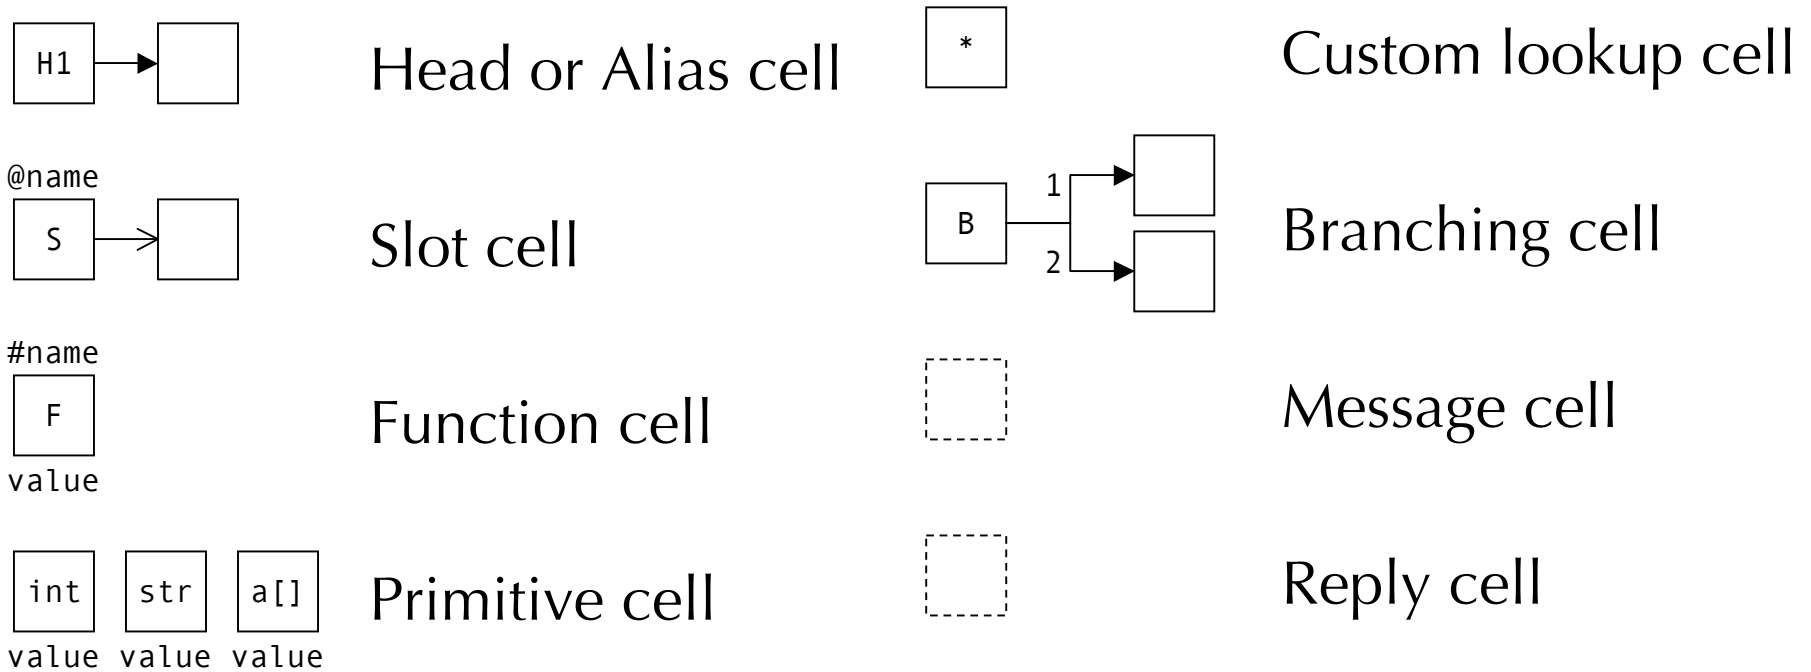 H1
Head or Alias cell
@name
S
Slot cell
#name
F
value
Function cell
int str a[]
value value value
Primitive cell
*
Custom lookup cell
B
1
2
Branching cell
Message cell
Reply cell